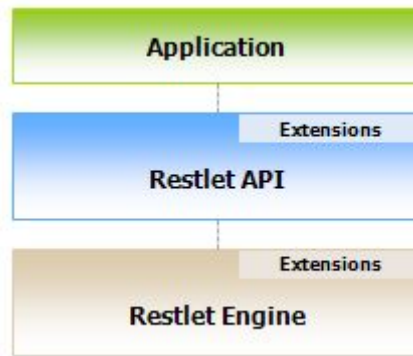 Application
Extensions
Restlet API
Extensions
Restlet Engine